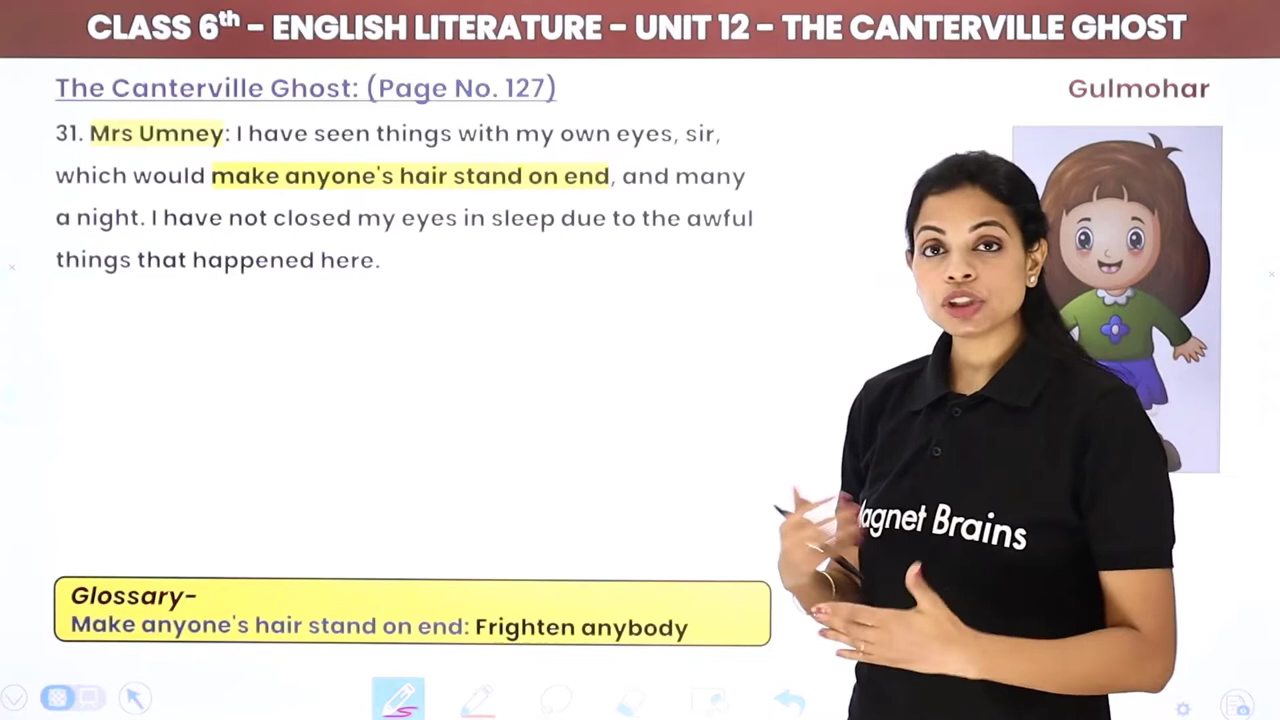 CLASS 6th – ENGLISH LITERATURE – UNIT 12 – THE CANTERVILLE GHOST
The Canterville Ghost: (Page No. 127)
Gulmohar
31. Mrs Umney: I have seen things with my own eyes, sir,
which would make anyone's hair stand on end, and many
a night. I have not closed my eyes in sleep due to the awful
things that happened here.
Magnet Brains
Glossary-
Make anyone's hair stand on end: Frighten anybody